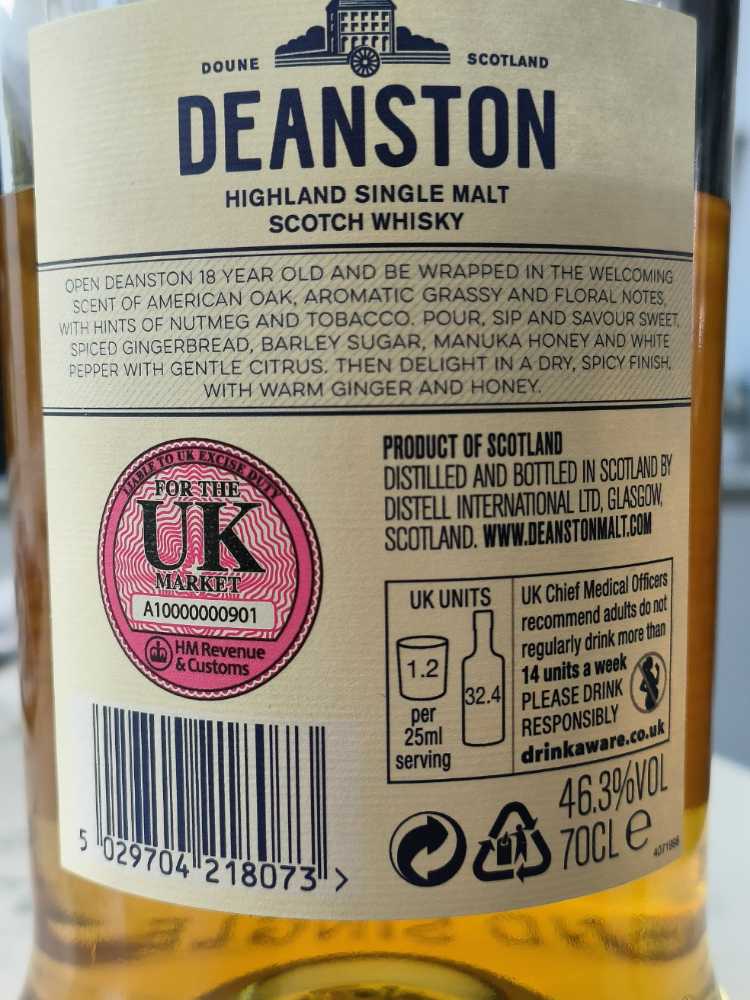 DOUNE SCOTLAND
DEANSTON
HIGHLAND SINGLE MALT
SCOTCH WHISKY
OPEN DEANSTON 18 YEAR OLD AND BE WRAPPED IN THE WELCOMING
SCENT OF AMERICAN OAK, AROMATIC GRASSY AND FLORAL NOTES,
WITH HINTS OF NUTMEG AND TOBACCO. POUR, SIP AND SAVOUR SWEET,
SPICED GINGERBREAD, BARLEY SUGAR, MANUKA HONEY AND WHITE
PEPPER WITH GENTLE CITRUS. THEN DELIGHT IN A DRY, SPICY FINISH,
WITH WARM GINGER AND HONEY.
LIABLE TO UK EXCISE DUTY
FOR THE
UK
MARKET
A10000000901
HM Revenue
& Customs
PRODUCT OF SCOTLAND
DISTILLED AND BOTTLED IN SCOTLAND BY
DISTELL INTERNATIONAL LTD, GLASGOW,
SCOTLAND. WWW.DEANSTONMALT.COM
UK UNITS
1.2
per
25ml
serving
32.4
UK Chief Medical Officers
recommend adults do not
regularly drink more than
14 units a week
PLEASE DRINK
RESPONSIBLY
drinkaware.co.uk
5 029704 218073 >
46.3%VOL
70CL e